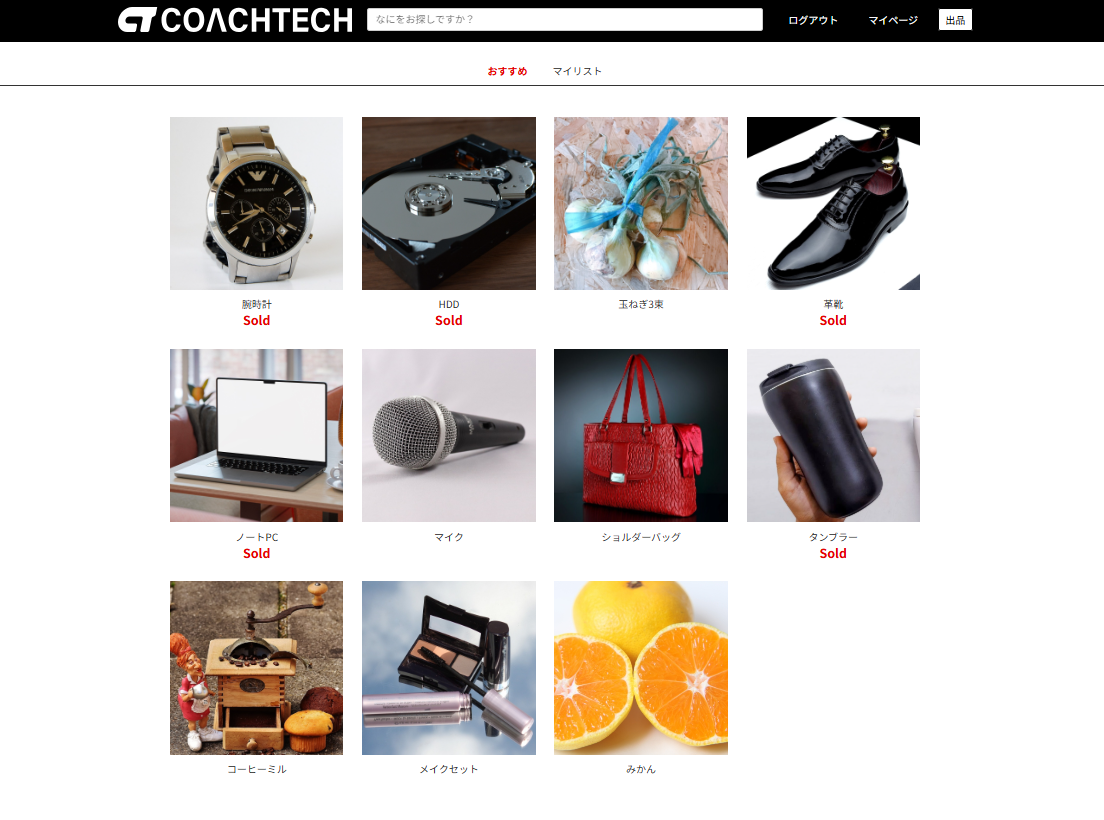 COACHTECH
なにをお探しですか？
ログアウト
マイページ
出品
おすすめ
マイリスト
腕時計
Sold
HDD
Sold
玉ねぎ3束
革靴
Sold
ノートPC
Sold
マイク
ショルダーバッグ
タンブラー
Sold
コーヒーミル
メイクセット
みかん